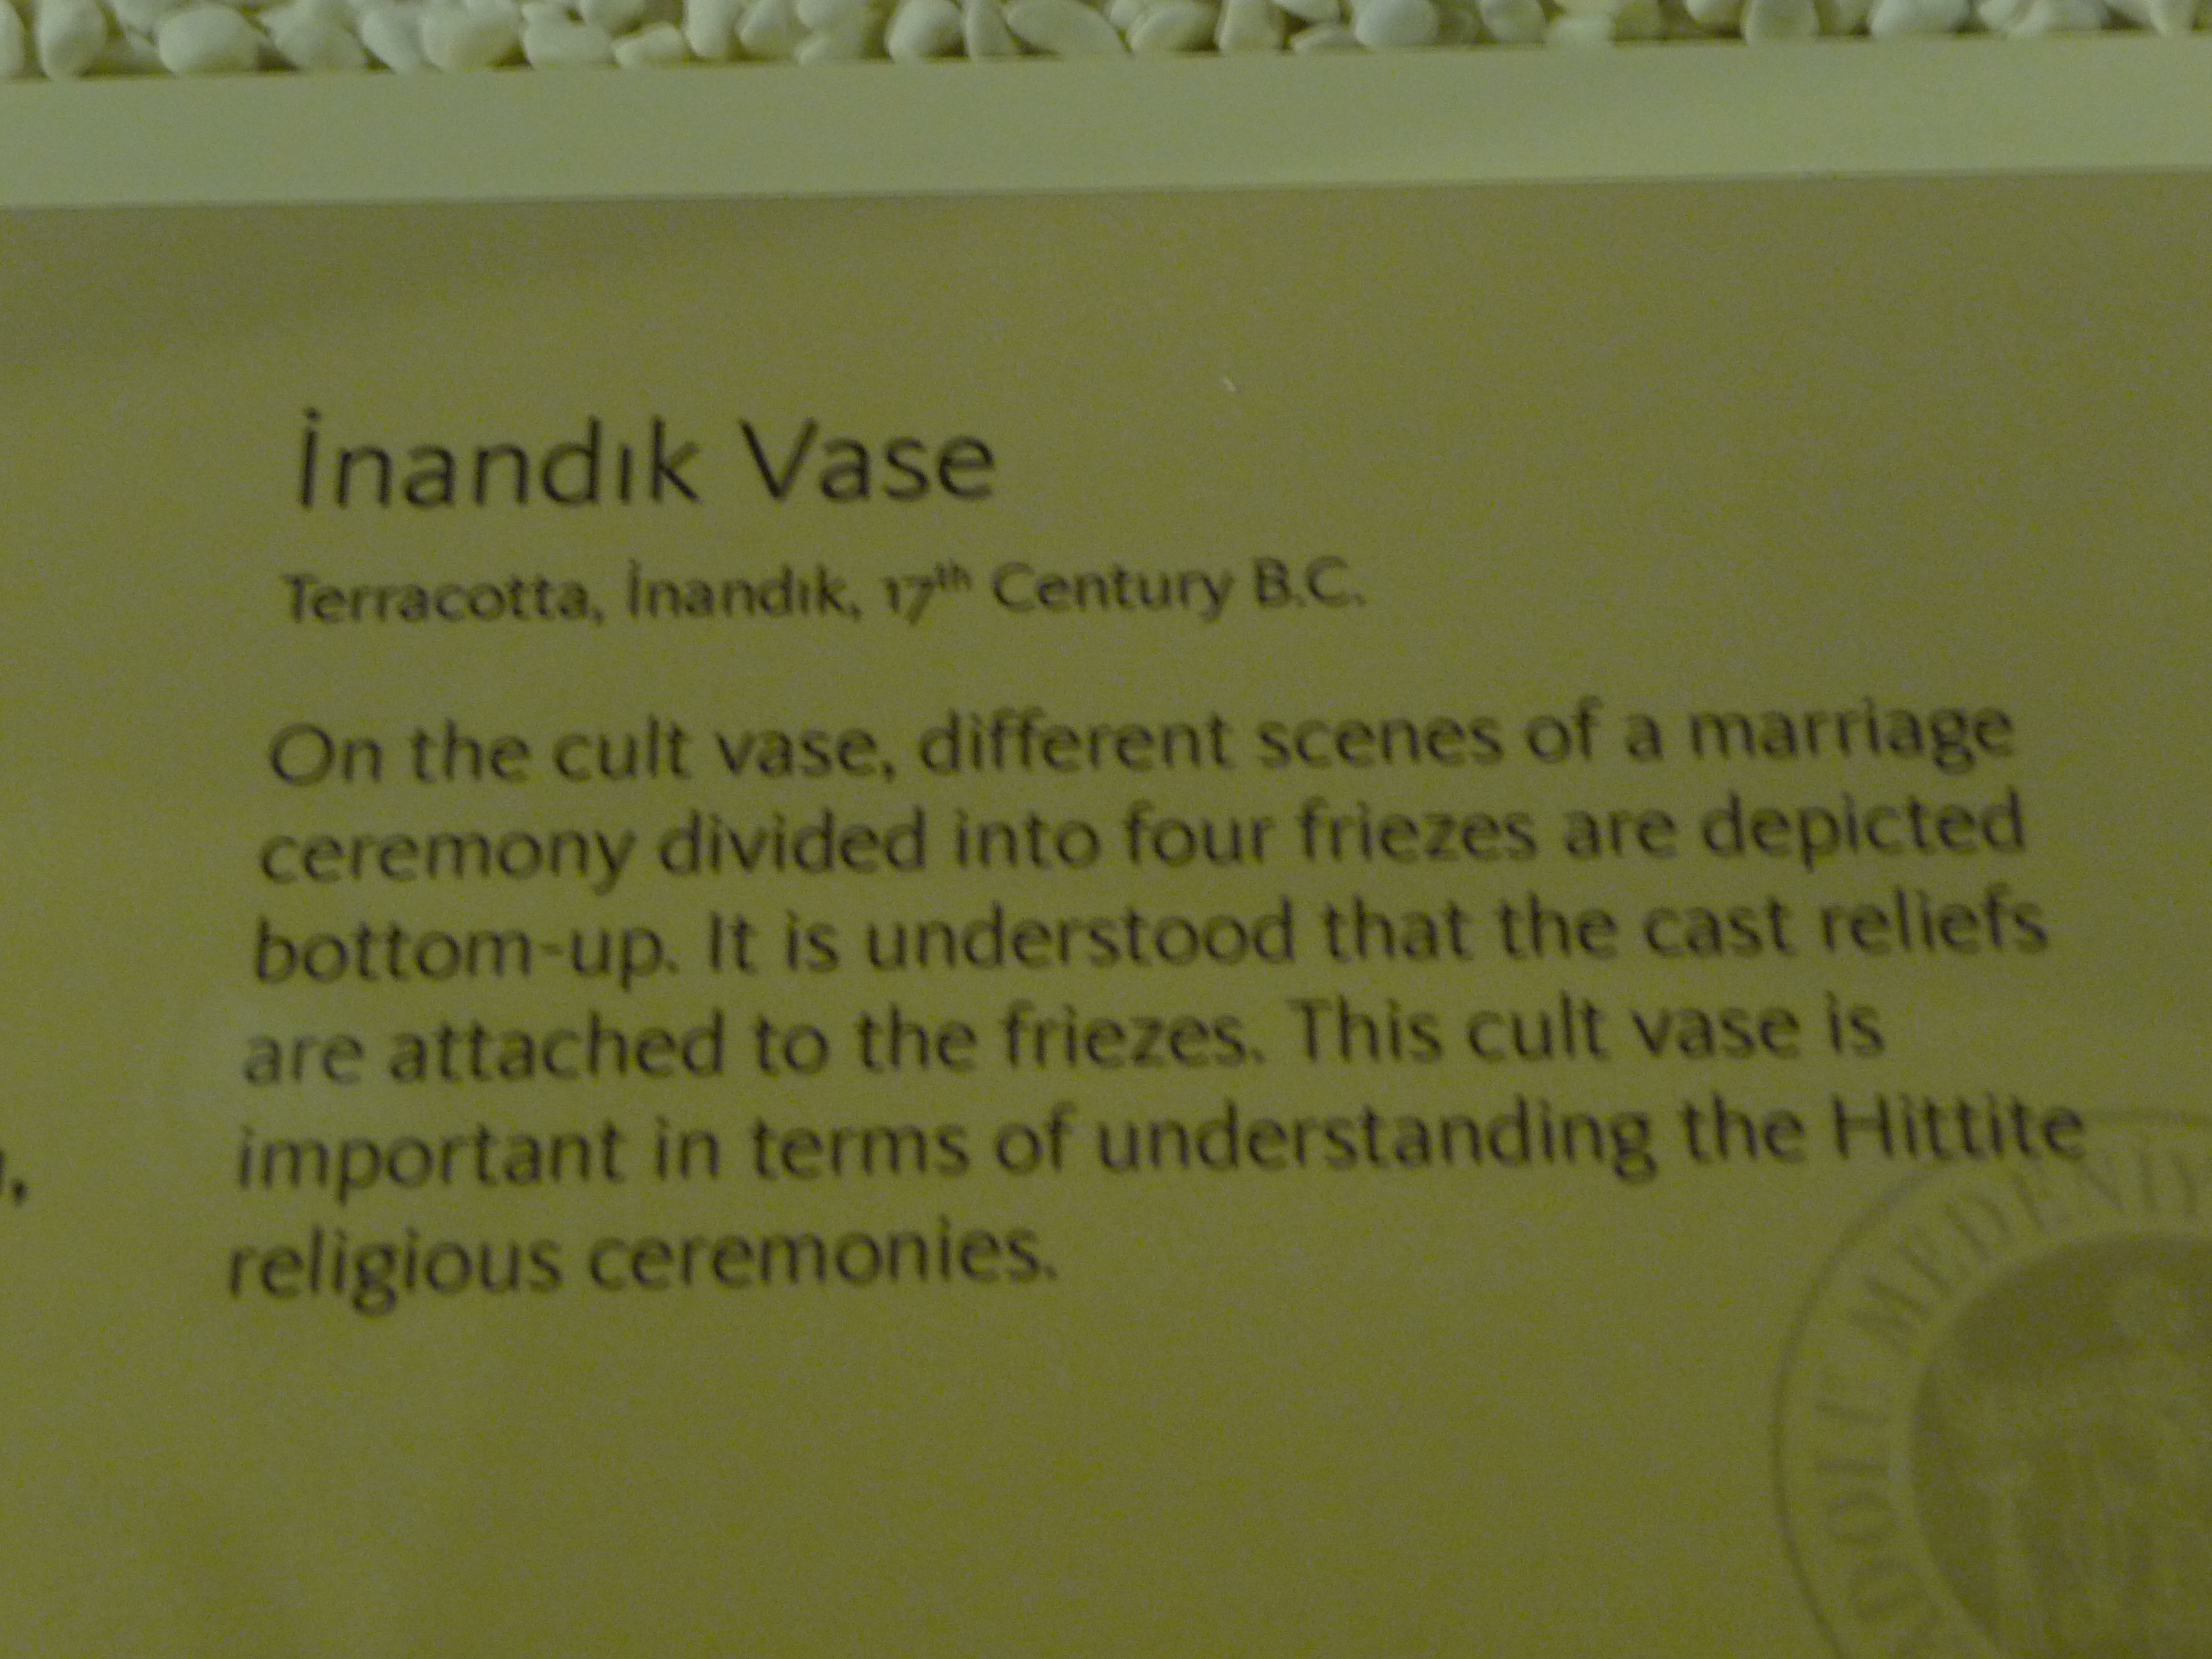 İnandık Vase
Terracotta, İnandık, 17th Century B.C.
On the cult vase, different scenes of a marriage
ceremony divided into four friezes are depicted
bottom-up. It is understood that the cast reliefs
are attached to the friezes. This cult vase is
important in terms of understanding the Hittite
religious ceremonies.